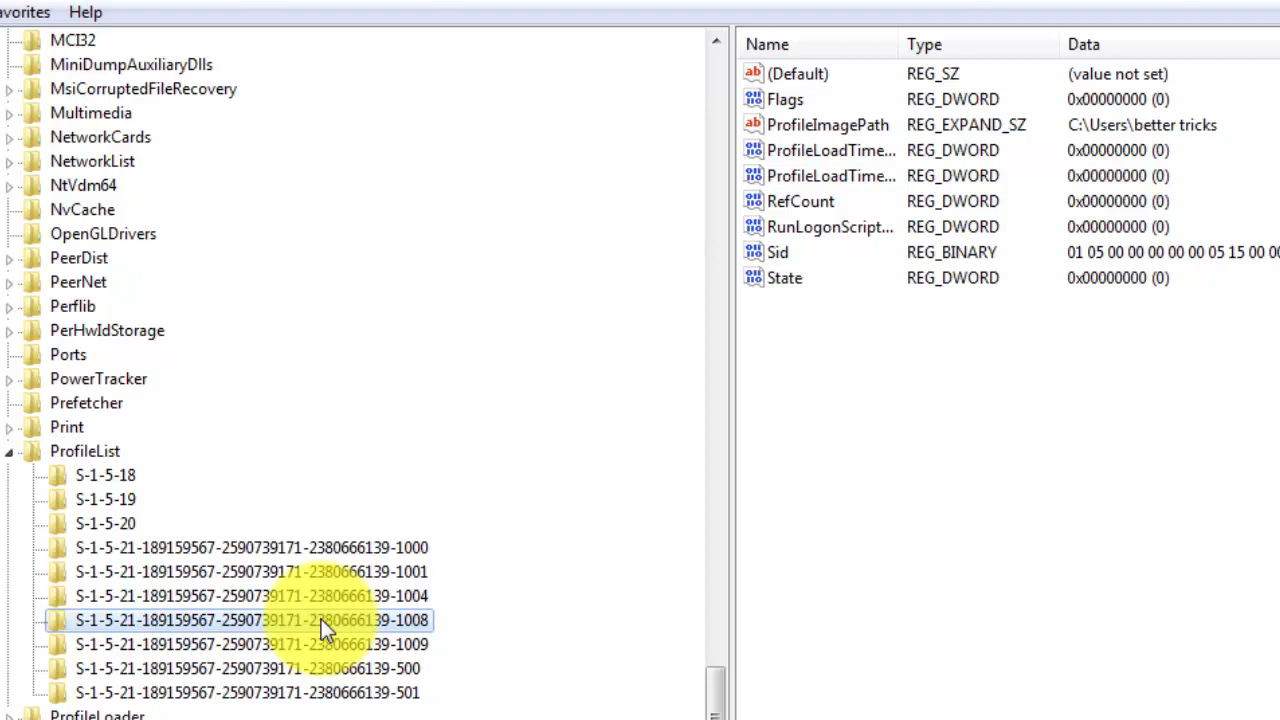 avorites Help
MCI32
MiniDumpAuxiliaryDlls
MsiCorruptedFileRecovery
Multimedia
NetworkCards
NetworkList
NtVdm64
NvCache
OpenGLDrivers
PeerDist
PeerNet
Perflib
PerHwIdStorage
Ports
PowerTracker
Prefetcher
Print
ProfileList
S-1-5-18
S-1-5-19
S-1-5-20
S-1-5-21-189159567-2590739171-2380666139-1000
S-1-5-21-189159567-2590739171-2380666139-1001
S-1-5-21-189159567-2590739171-2380666139-1004
S-1-5-21-189159567-2590739171-2380666139-1008
S-1-5-21-189159567-2590739171-2380666139-1009
S-1-5-21-189159567-2590739171-2380666139-500
S-1-5-21-189159567-2590739171-2380666139-501
ProfileLoader
Name Type Data
(Default) REG_SZ (value not set)
Flags REG_DWORD 0x00000000 (0)
ProfileImagePath REG_EXPAND_SZ C:\Users\better tricks
ProfileLoadTime... REG_DWORD 0x00000000 (0)
ProfileLoadTime... REG_DWORD 0x00000000 (0)
RefCount REG_DWORD 0x00000000 (0)
RunLogonScript... REG_DWORD 0x00000000 (0)
Sid REG_BINARY 01 05 00 00 00 00 00 05 15 00 00
State REG_DWORD 0x00000000 (0)